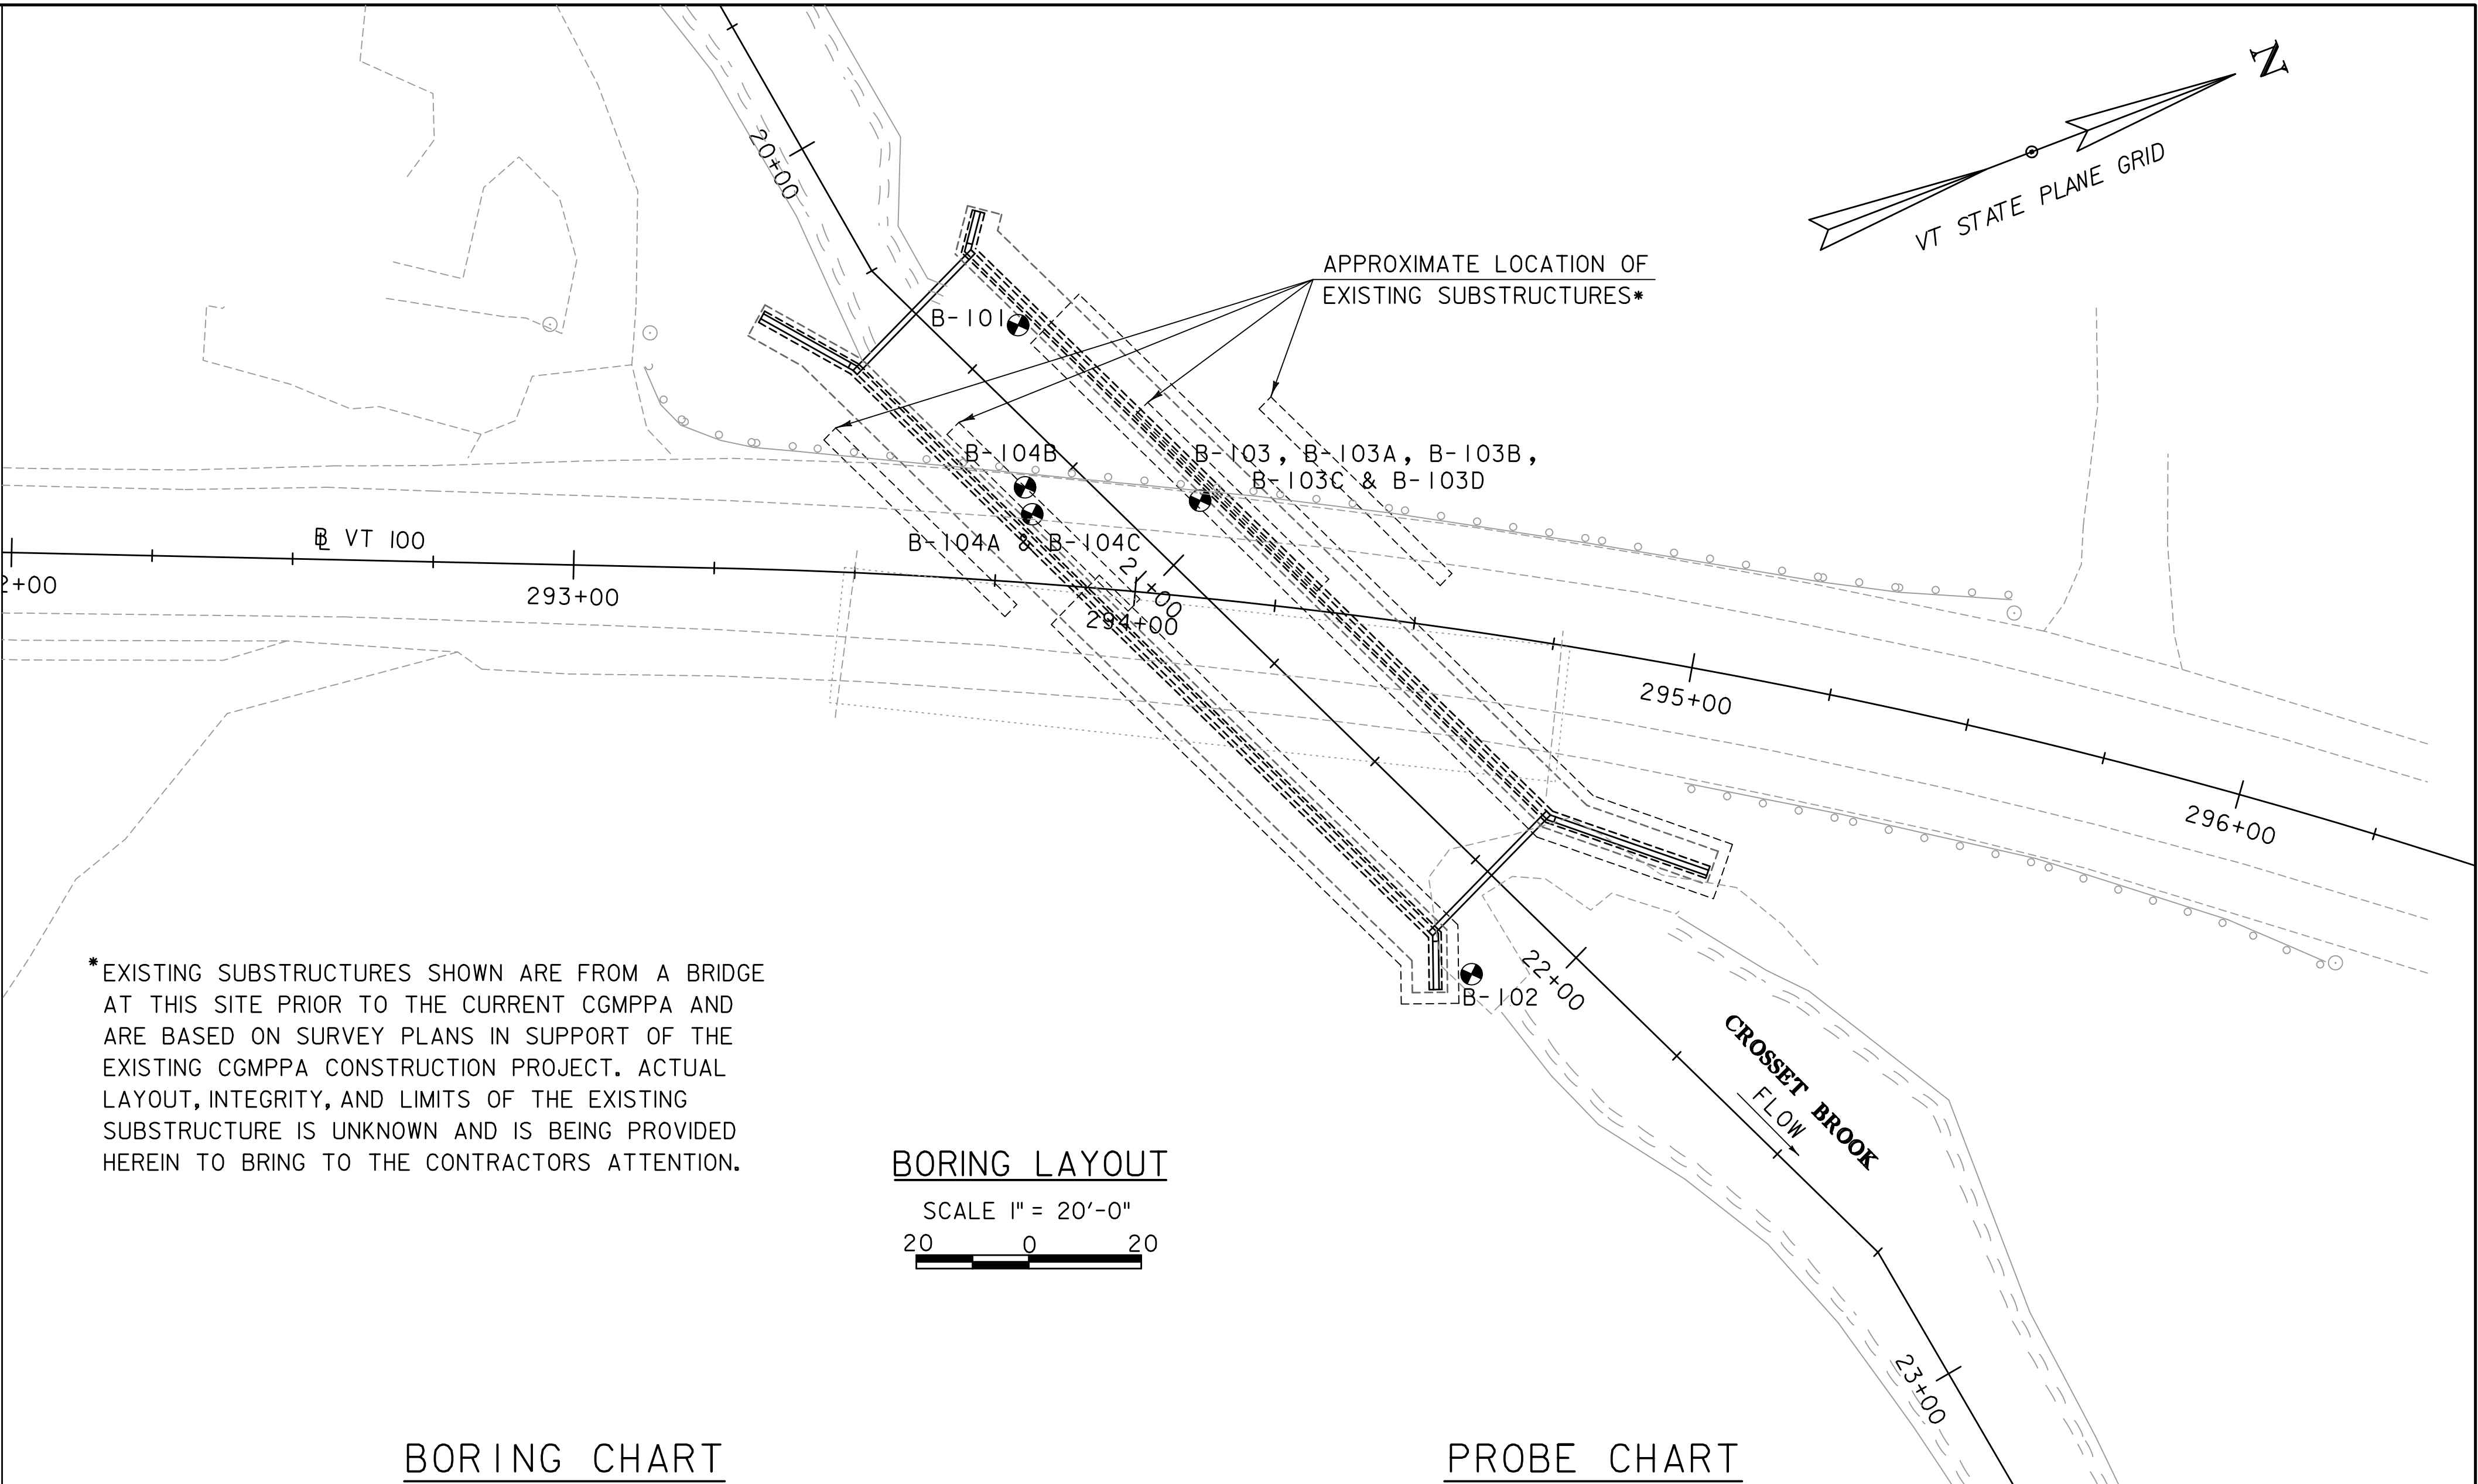 N
VT STATE PLANE GRID
20+00
APPROXIMATE LOCATION OF
EXISTING SUBSTRUCTURES*
B-101
B-104B
B-103, B-103A, B-103B,
B-103C & B-103D
B-104A & B-104C
BL VT 100
2+00
293+00
21+00
294+00
295+00
296+00
*EXISTING SUBSTRUCTURES SHOWN ARE FROM A BRIDGE
AT THIS SITE PRIOR TO THE CURRENT CGMPPA AND
ARE BASED ON SURVEY PLANS IN SUPPORT OF THE
EXISTING CGMPPA CONSTRUCTION PROJECT. ACTUAL
LAYOUT, INTEGRITY, AND LIMITS OF THE EXISTING
SUBSTRUCTURE IS UNKNOWN AND IS BEING PROVIDED
HEREIN TO BRING TO THE CONTRACTORS ATTENTION.
B-102
22+00
CROSSET BROOK
FLOW
23+00
BORING LAYOUT
SCALE 1" = 20'-0"
20 0 20
BORING CHART
PROBE CHART